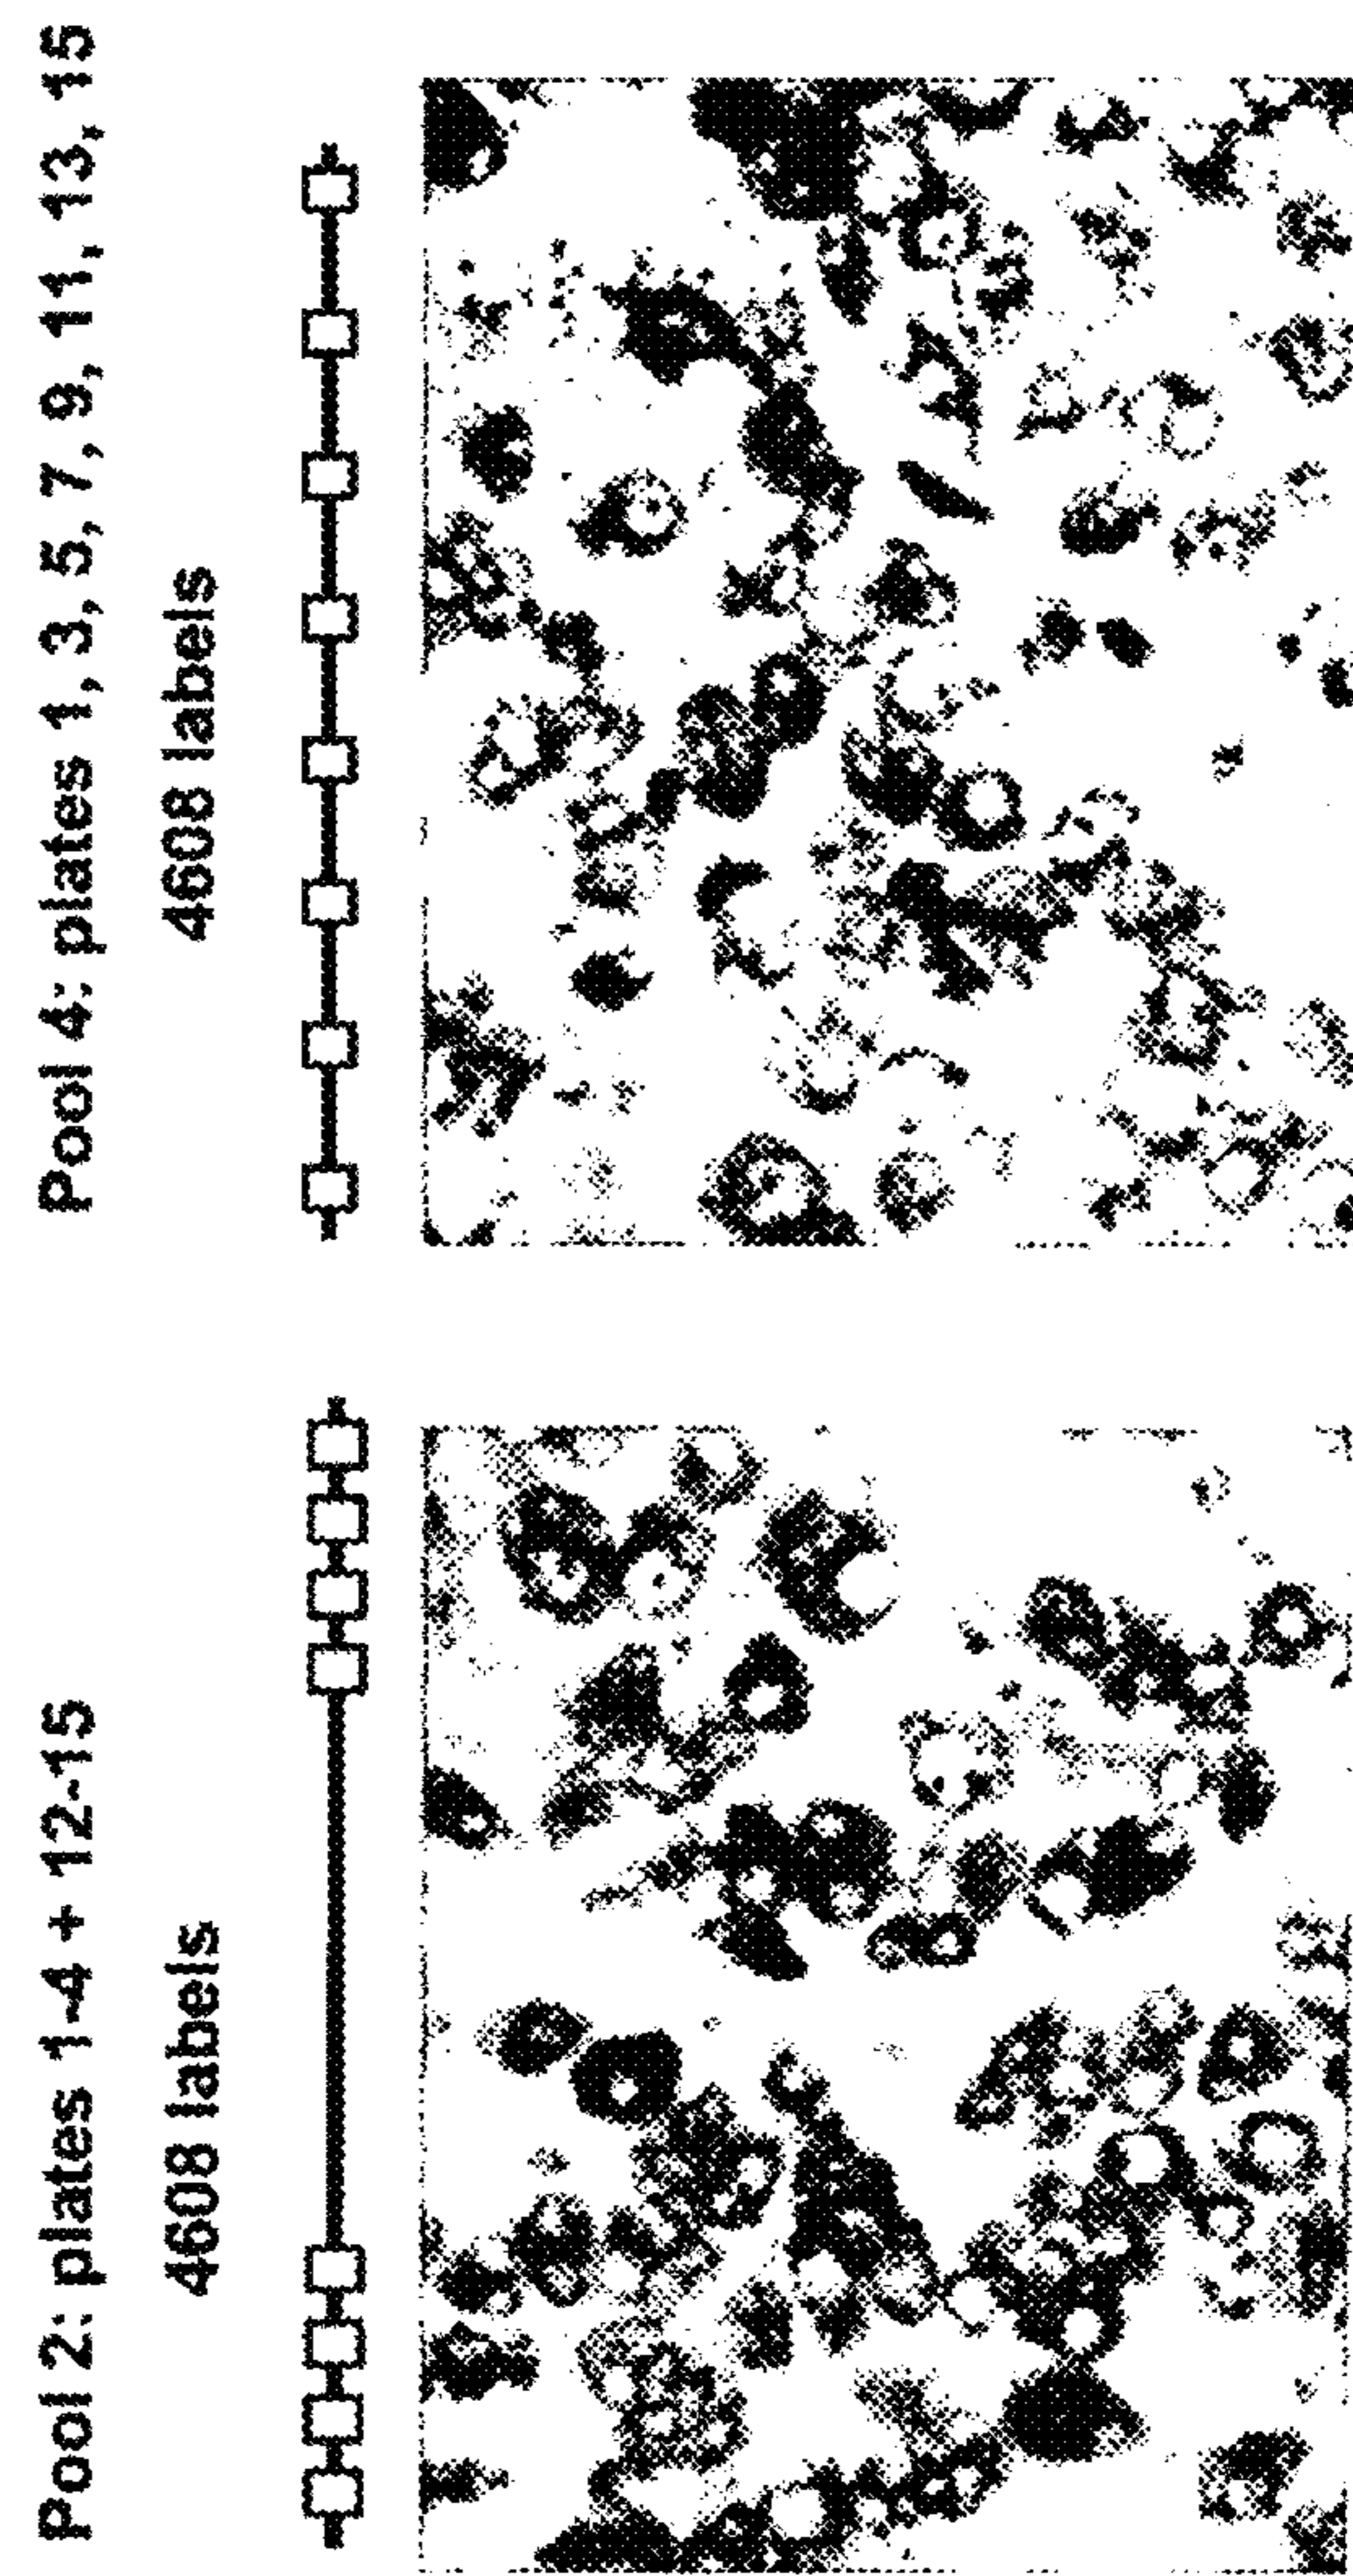 Pool 2: plates 1-4 + 12-15
4608 labels
Pool 4: plates 1, 3, 5, 7, 9, 11, 13, 15
4608 labels